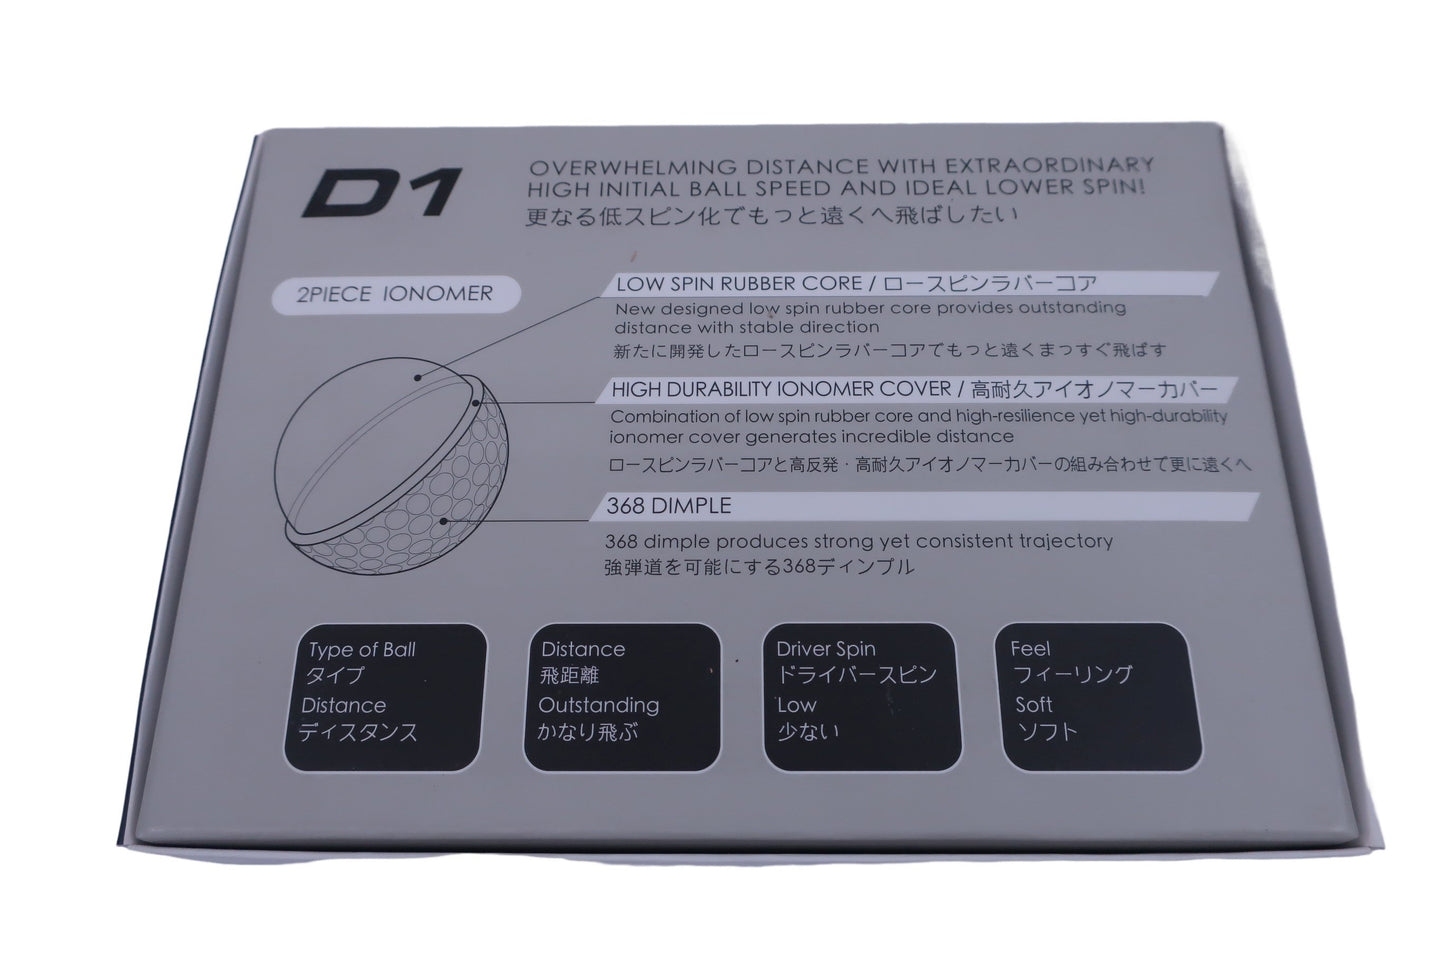 D1
OVERWHELMING DISTANCE WITH EXTRAORDINARY
HIGH INITIAL BALL SPEED AND IDEAL LOWER SPIN!
更なる低スピン化でもっと遠くへ飛ばしたい
2PIECE IONOMER
LOW SPIN RUBBER CORE / ロースピンラバーコア
New designed low spin rubber core provides outstanding
distance with stable direction
新たに開発したロースピンラバーコアでもっと遠くまっすぐ飛ばす
HIGH DURABILITY IONOMER COVER / 高耐久アイオノマーカバー
Combination of low spin rubber core and high-resilience yet high-durability
ionomer cover generates incredible distance
ロースピンラバーコアと高反発・高耐久アイオノマーカバーの組み合わせで更に遠くへ
368 DIMPLE
368 dimple produces strong yet consistent trajectory
強弾道を可能にする368ディンプル
Type of Ball
タイプ
Distance
ディスタンス
Distance
飛距離
Outstanding
かなり飛ぶ
Driver Spin
ドライバースピン
Low
少ない
Feel
フィーリング
Soft
ソフト